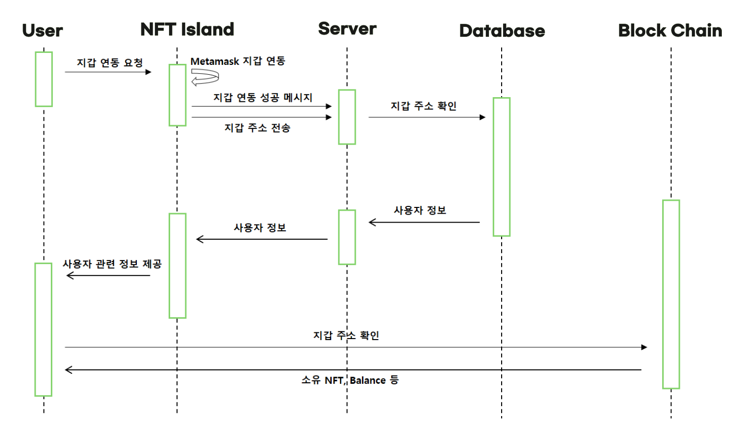 User
NFT Island
Server
Database
Block Chain
지갑 연동 요청
Metamask 지갑 연동
지갑 연동 성공 메시지
지갑 주소 확인
지갑 주소 전송
사용자 정보
사용자 정보
사용자 관련 정보 제공
지갑 주소 확인
소유 NFT, Balance 등